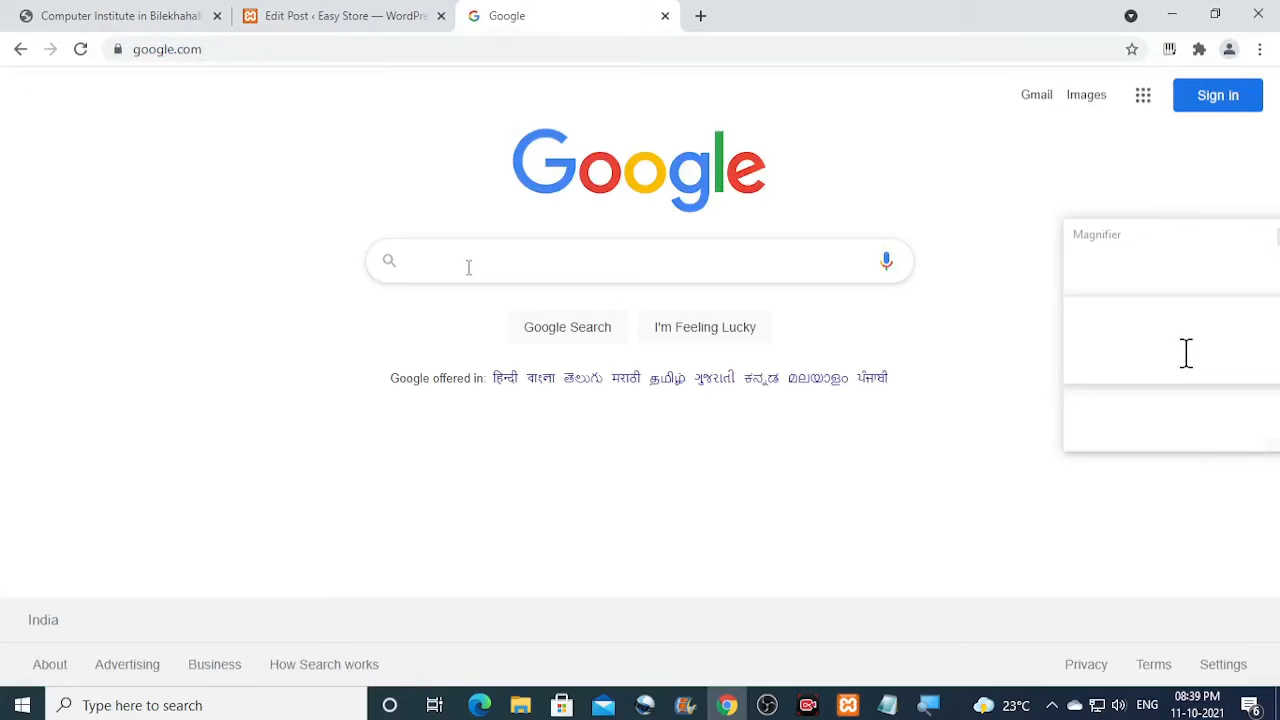 Computer Institute in Bilekahall
Edit Post ‹ Easy Store — WordPre
Google
google.com
Gmail
Images
Sign in
Google
Magnifier
Google Search
I'm Feeling Lucky
Google offered in: हिन्दी বাংলা తెలుగు मराठी தமிழ் ગુજરાતી ಕನ್ನಡ മലയാളം ਪੰਜਾਬੀ
India
About
Advertising
Business
How Search works
Privacy
Terms
Settings
Type here to search
23°C
ENG
08:39 PM
11-10-2021
6